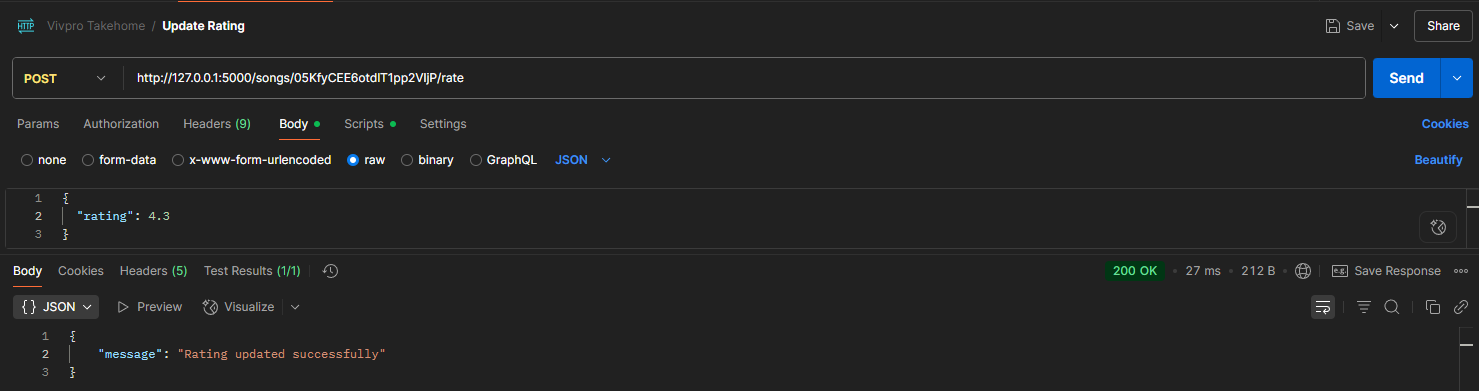 HTTP Vivpro Takehome / Update Rating Save Share
POST http://127.0.0.1:5000/songs/05KfyCEE6otdlT1pp2VIjP/rate Send
Params Authorization Headers (9) Body Scripts Settings Cookies
none form-data x-www-form-urlencoded raw binary GraphQL JSON Beautify
1 {
2 "rating": 4.3
3 }
Body Cookies Headers (5) Test Results (1/1) 200 OK • 27 ms • 212 B • e.g. Save Response
{} JSON Preview Visualize
1 {
2 "message": "Rating updated successfully"
3 }